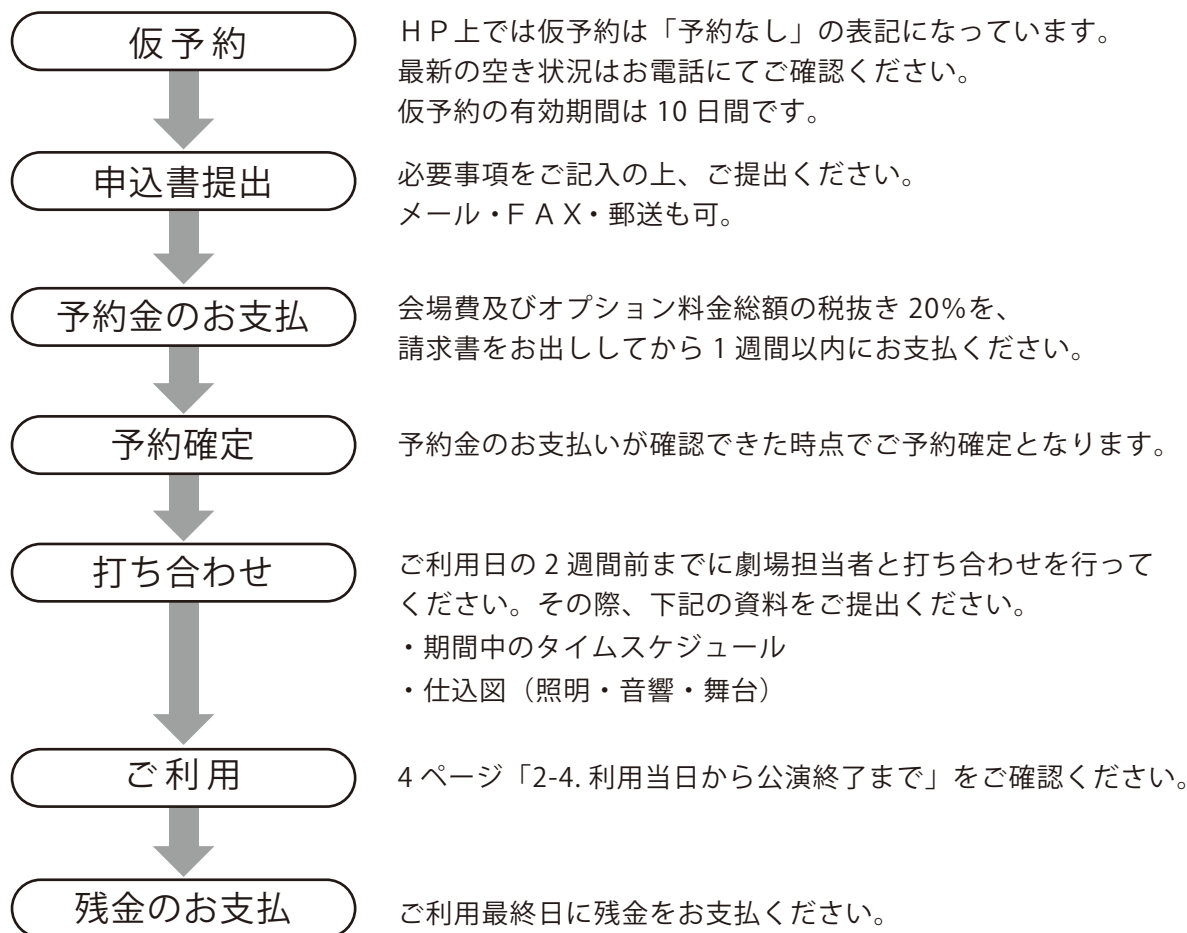 仮予約
ＨＰ上では仮予約は「予約なし」の表記になっています。
最新の空き状況はお電話にてご確認ください。
仮予約の有効期間は 10 日間です。
申込書提出
必要事項をご記入の上、ご提出ください。
メール・ＦＡＸ・郵送も可。
予約金のお支払
会場費及びオプション料金総額の税抜き 20％を、
請求書をお出ししてから 1 週間以内にお支払ください。
予約確定
予約金のお支払いが確認できた時点でご予約確定となります。
打ち合わせ
ご利用日の 2 週間前までに劇場担当者と打ち合わせを行って
ください。その際、下記の資料をご提出ください。
・期間中のタイムスケジュール
・仕込図（照明・音響・舞台）
ご利用
4 ページ「2-4. 利用当日から公演終了まで」をご確認ください。
残金のお支払
ご利用最終日に残金をお支払ください。